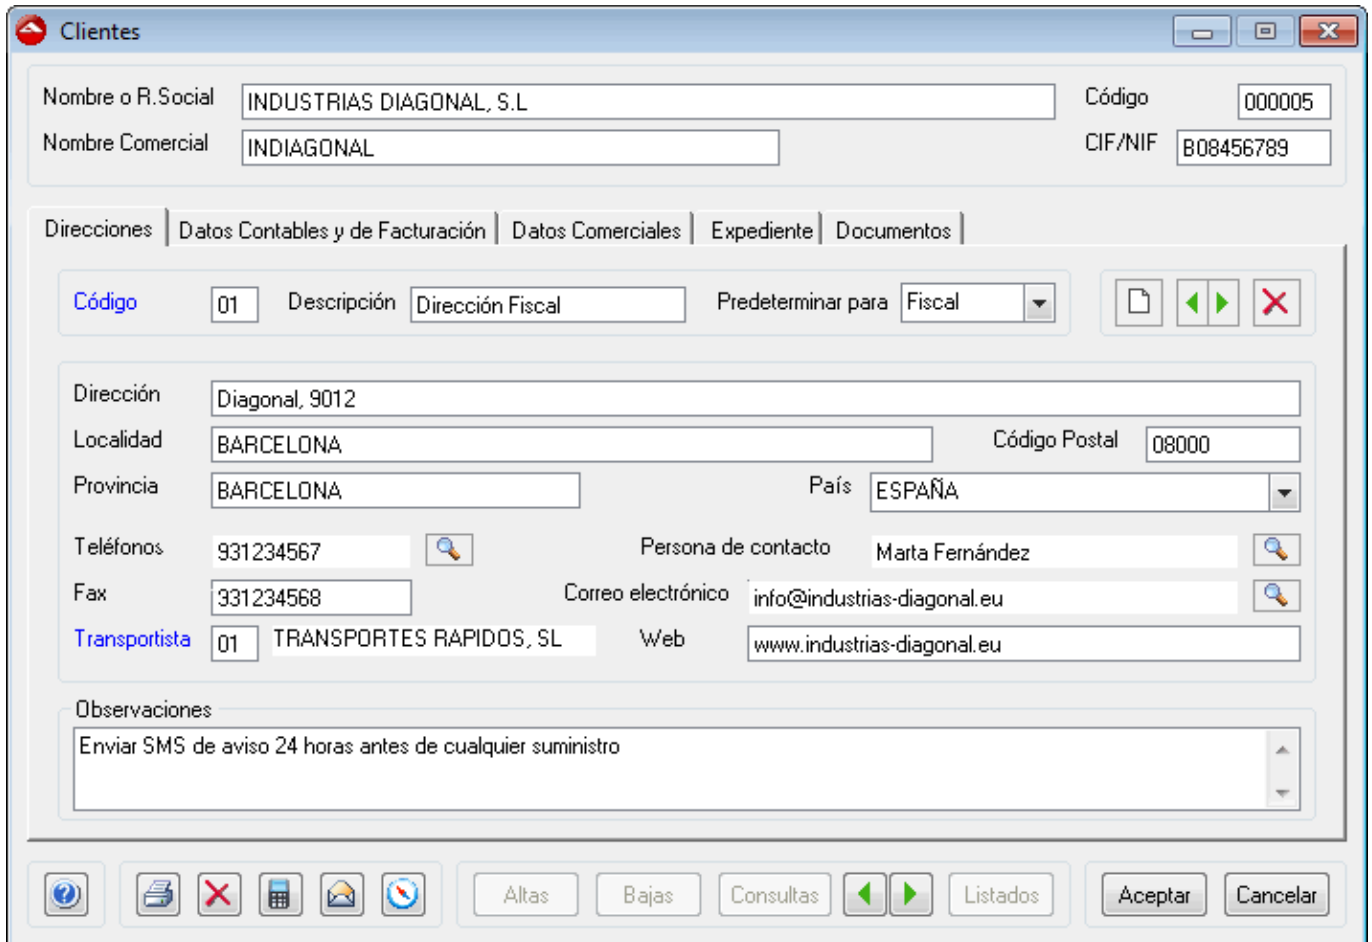 Clientes
Nombre o R.Social INDUSTRIAS DIAGONAL, S.L Código 000005
Nombre Comercial INDIAGONAL CIF/NIF B08456789
Direcciones Datos Contables y de Facturación Datos Comerciales Expediente Documentos
Código 01 Descripción Dirección Fiscal Predeterminar para Fiscal
Dirección Diagonal, 9012
Localidad BARCELONA Código Postal 08000
Provincia BARCELONA País ESPAÑA
Teléfonos 931234567 Persona de contacto Marta Fernández
Fax 931234568 Correo electrónico info@industrias-diagonal.eu
Transportista 01 TRANSPORTES RAPIDOS, SL Web www.industrias-diagonal.eu
Observaciones
Enviar SMS de aviso 24 horas antes de cualquier suministro
Altas Bajas Consultas Listados Aceptar Cancelar